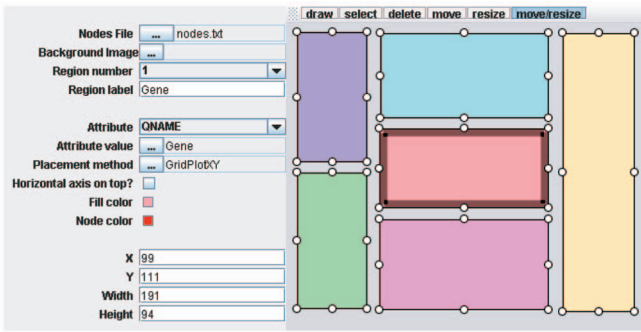 draw select delete move resize move/resize
Nodes File ... nodes.txt
Background Image ...
Region number 1
Region label Gene
Attribute QNAME
Attribute value ... Gene
Placement method ... GridPlotXY
Horizontal axis on top?
Fill color
Node color
X 99
Y 111
Width 191
Height 94